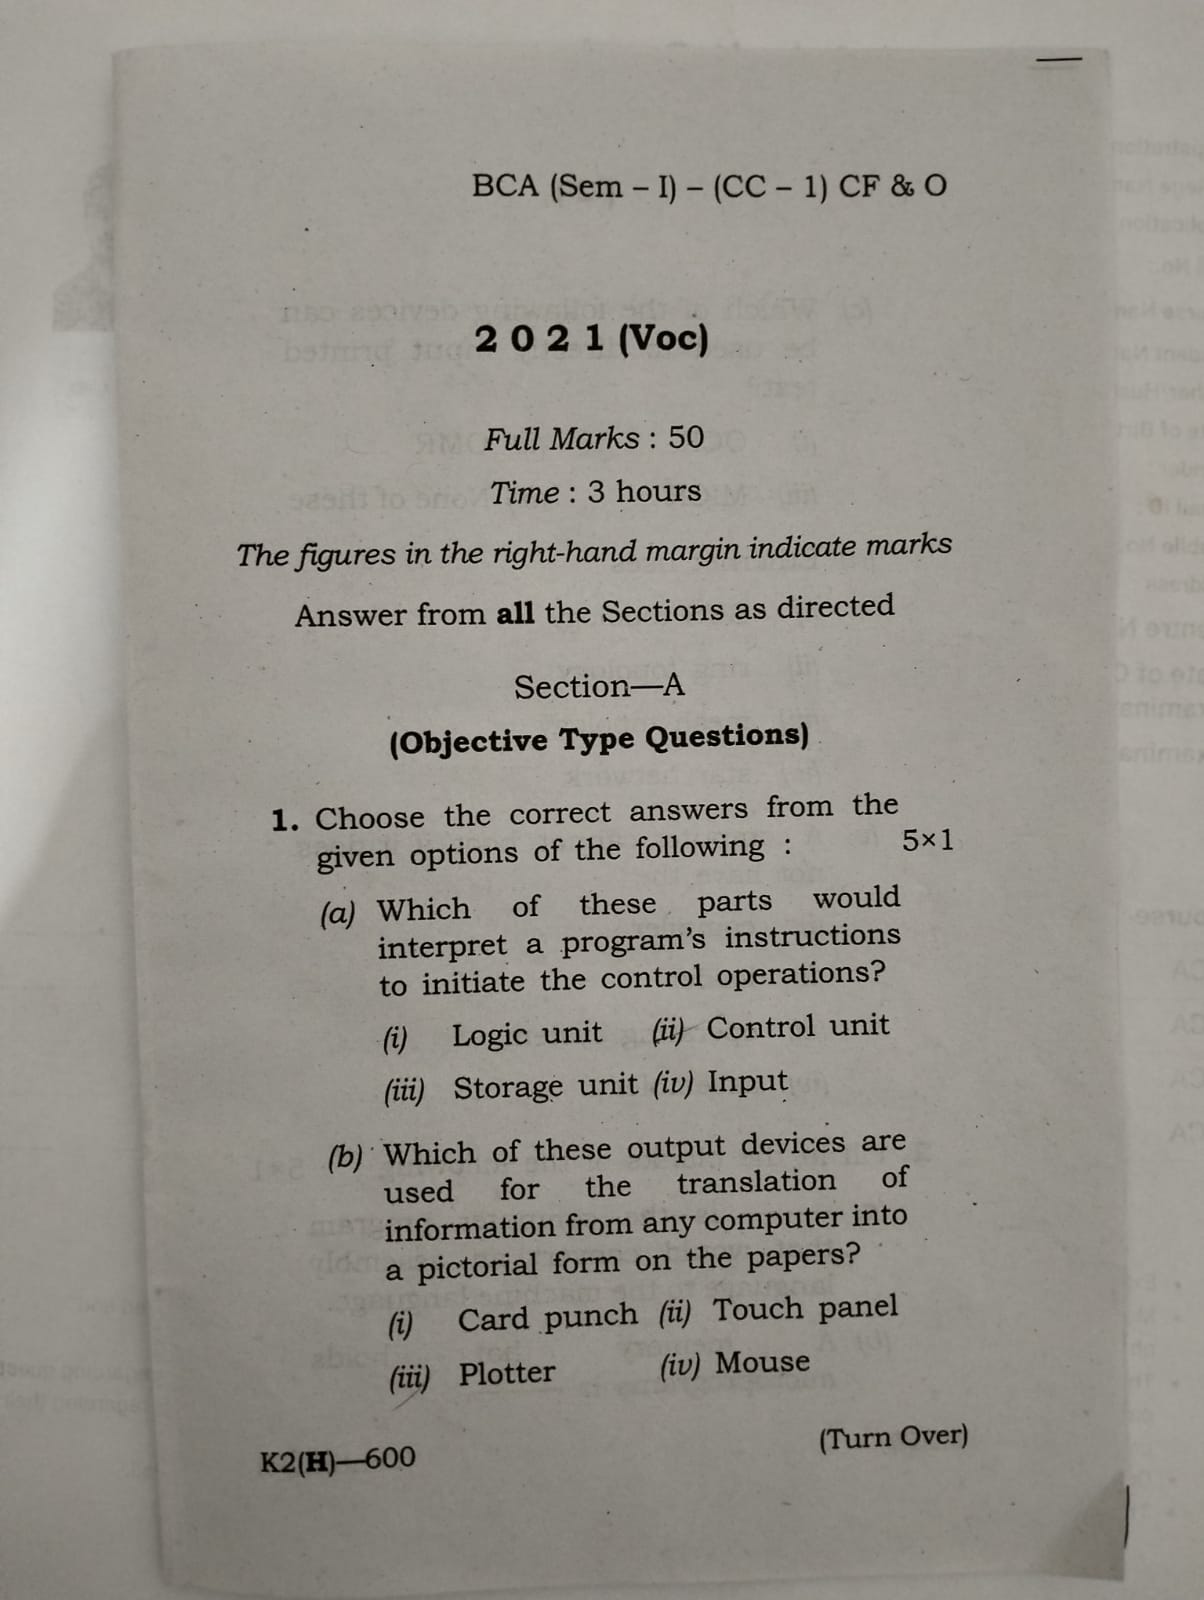 BCA (Sem – I) – (CC – 1) CF & O
2 0 2 1 (Voc)
Full Marks : 50
Time : 3 hours
The figures in the right-hand margin indicate marks
Answer from all the Sections as directed
Section—A
(Objective Type Questions)
1. Choose the correct answers from the
given options of the following : 5×1
(a) Which of these parts would
interpret a program's instructions
to initiate the control operations?
(i) Logic unit (ii) Control unit
(iii) Storage unit (iv) Input
(b) Which of these output devices are
used for the translation of
information from any computer into
a pictorial form on the papers?
(i) Card punch (ii) Touch panel
(iii) Plotter (iv) Mouse
K2(H)—600 (Turn Over)